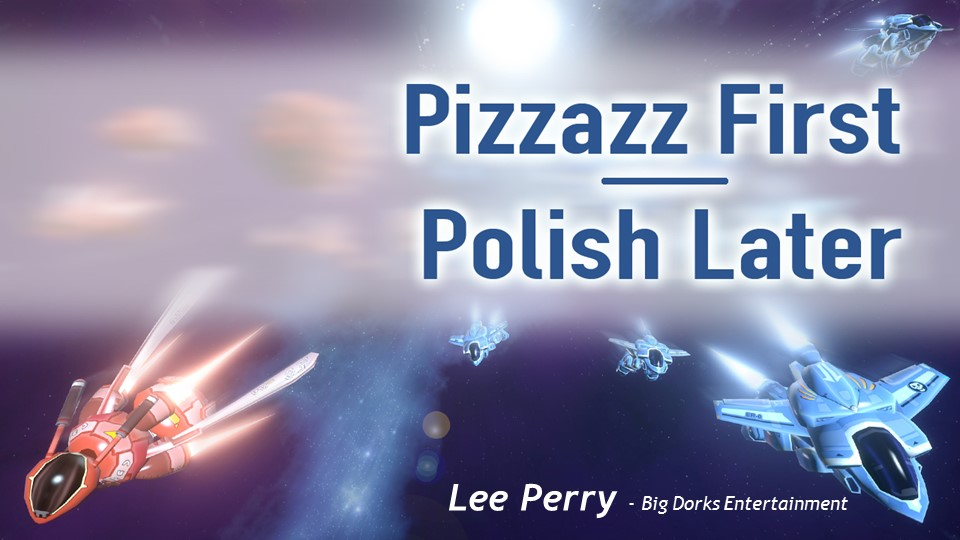 Pizzazz First
Polish Later
Lee Perry - Big Dorks Entertainment